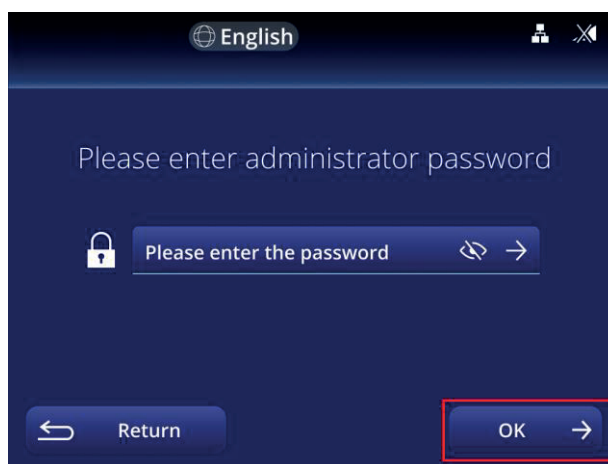 English
Please enter administrator password
Please enter the password
Return
OK